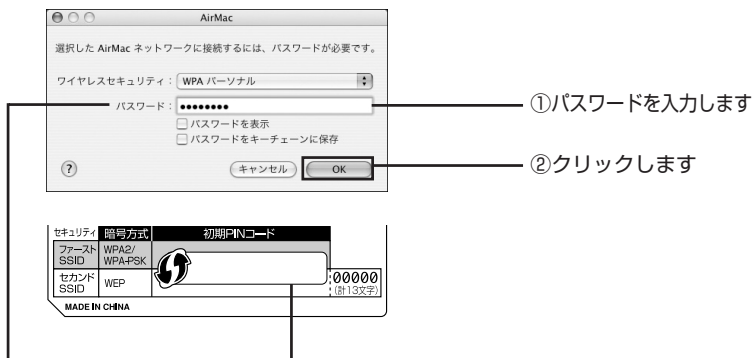 AirMac
選択した AirMac ネットワークに接続するには、パスワードが必要です。
ワイヤレスセキュリティ： WPA パーソナル
パスワード： ••••••••
①パスワードを入力します
パスワードを表示
パスワードをキーチェーンに保存
? キャンセル OK
②クリックします
セキュリティ 暗号方式 初期PINコード
ファースト SSID WPA2/ WPA-PSK
セカンド SSID WEP 00000
(計13文字)
MADE IN CHINA